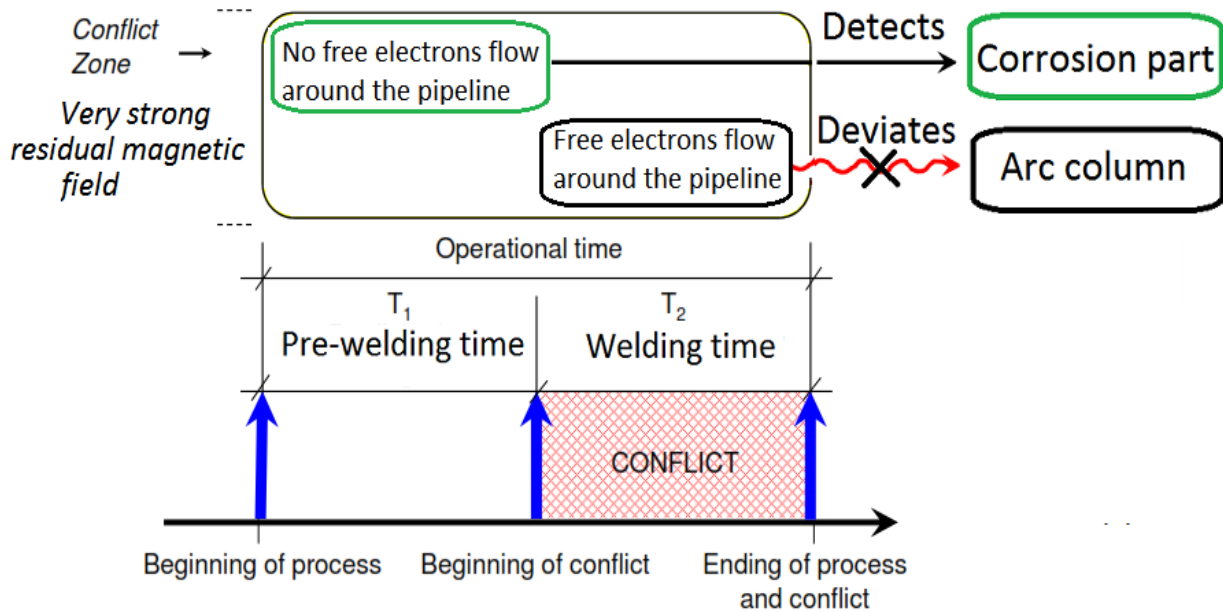 Conflict
Zone
Very strong
residual magnetic
field
No free electrons flow
around the pipeline
Detects
Corrosion part
Free electrons flow
around the pipeline
Deviates
Arc column
Operational time
T1
Pre-welding time
T2
Welding time
CONFLICT
Beginning of process
Beginning of conflict
Ending of process
and conflict